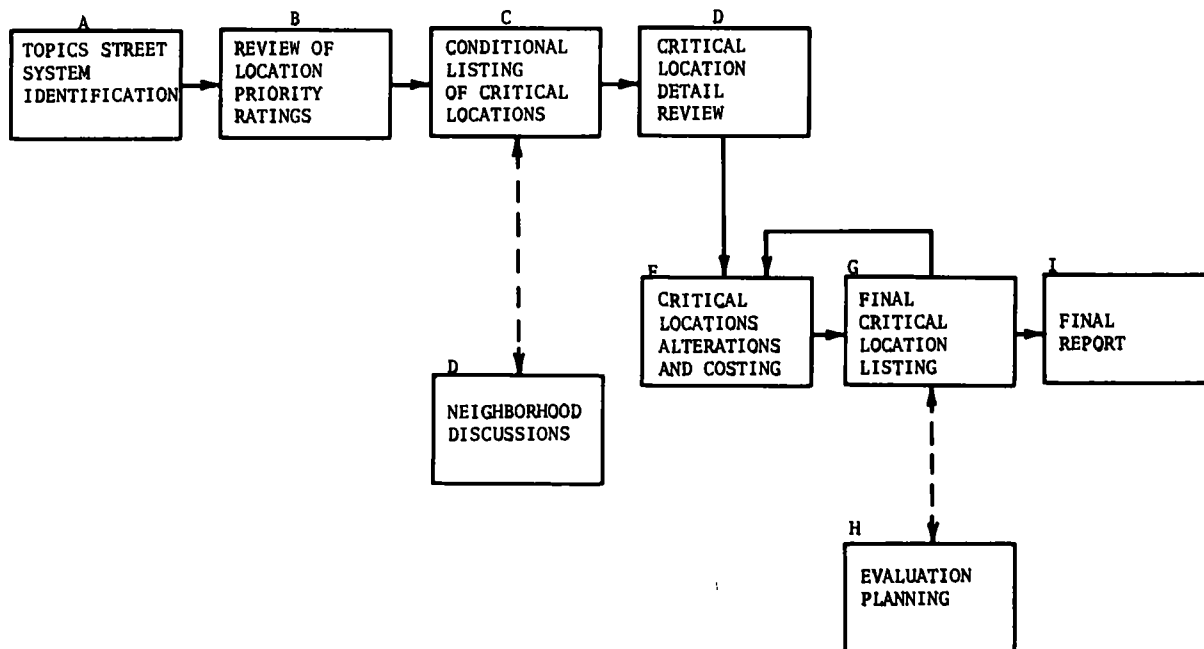 A
TOPICS STREET
SYSTEM
IDENTIFICATION
B
REVIEW OF
LOCATION
PRIORITY
RATINGS
C
CONDITIONAL
LISTING
OF CRITICAL
LOCATIONS
D
CRITICAL
LOCATION
DETAIL
REVIEW
D
NEIGHBORHOOD
DISCUSSIONS
F
CRITICAL
LOCATIONS
ALTERATIONS
AND COSTING
G
FINAL
CRITICAL
LOCATION
LISTING
I
FINAL
REPORT
H
EVALUATION
PLANNING